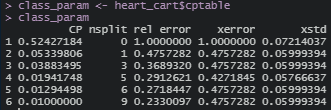 > class_param <- heart_cart$cptable
> class_param
CP nsplit rel error xerror xstd
1 0.52427184 0 1.0000000 1.0000000 0.07214037
2 0.05339806 1 0.4757282 0.4757282 0.05999394
3 0.03883495 3 0.3689320 0.4757282 0.05999394
4 0.01941748 5 0.2912621 0.4271845 0.05766637
5 0.01294498 6 0.2718447 0.4757282 0.05999394
6 0.01000000 9 0.2330097 0.4757282 0.05999394